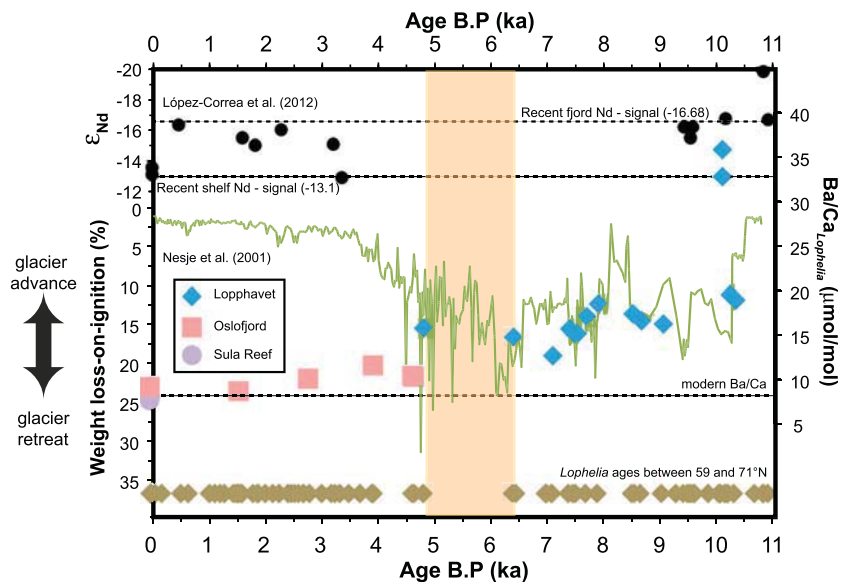 Age B.P (ka)
0 1 2 3 4 5 6 7 8 9 10 11
-20
-18
-16
-14
-12
εNd
López-Correa et al. (2012)
Recent fjord Nd - signal (-16.68)
Recent shelf Nd - signal (-13.1)
40
35
30
25
20
15
10
5
Ba/Ca Lophelia (µmol/mol)
0
5
10
15
20
25
30
35
Weight loss-on-ignition (%)
glacier
advance
glacier
retreat
Nesje et al. (2001)
Lopphavet
Oslofjord
Sula Reef
modern Ba/Ca
Lophelia ages between 59 and 71°N
0 1 2 3 4 5 6 7 8 9 10 11
Age B.P (ka)